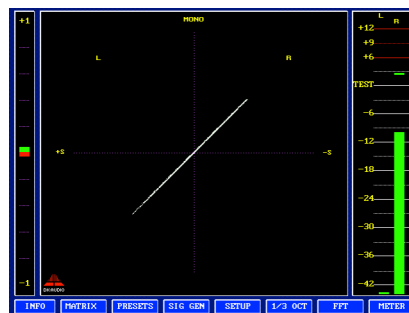 +1
MONO
L
R
+S
-S
-1
DK-AUDIO
L
R
+12
+9
+6
TEST
-6
-12
-18
-24
-30
-36
-42
INFO
MATRIX
PRESETS
SIG GEN
SETUP
1/3 OCT
FFT
METER